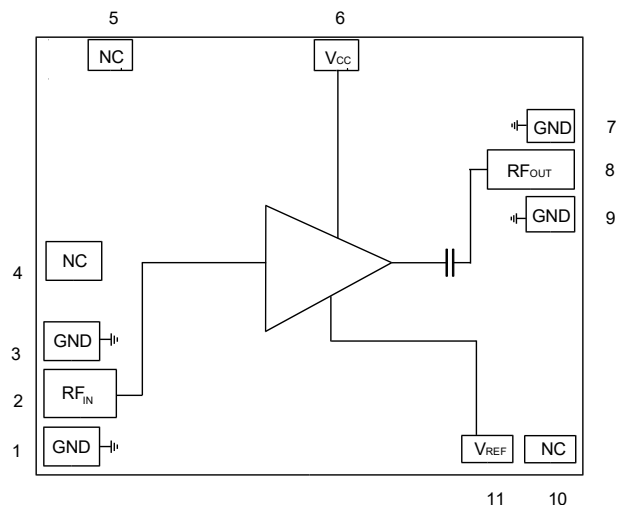 5
6
NC
VCC
GND
7
RFOUT
8
GND
9
NC
4
GND
3
RFIN
2
GND
1
VREF
NC
11
10